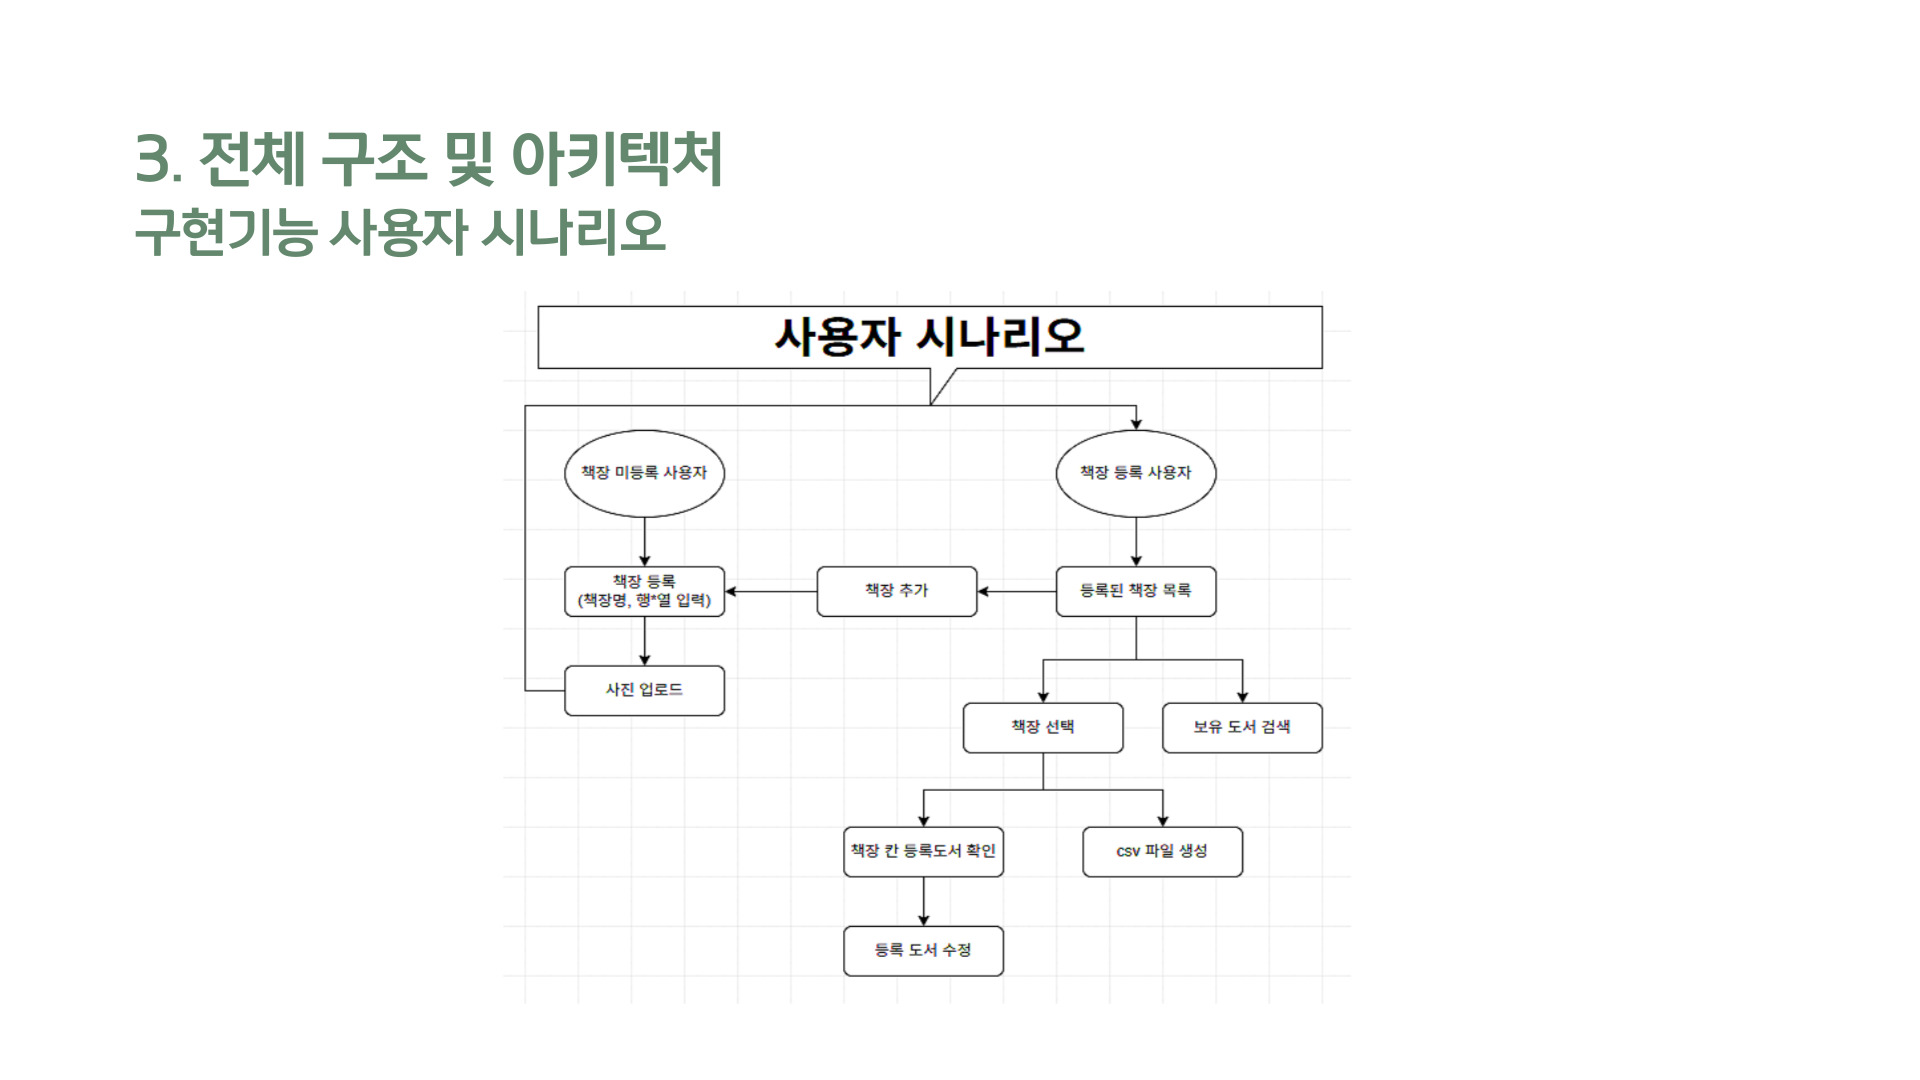 3. 전체 구조 및 아키텍처
구현기능 사용자 시나리오
사용자 시나리오
책장 미등록 사용자
책장 등록 사용자
책장 등록
(책장명, 행*열 입력)
책장 추가
등록된 책장 목록
사진 업로드
책장 선택
보유 도서 검색
책장 칸 등록도서 확인
csv 파일 생성
등록 도서 수정